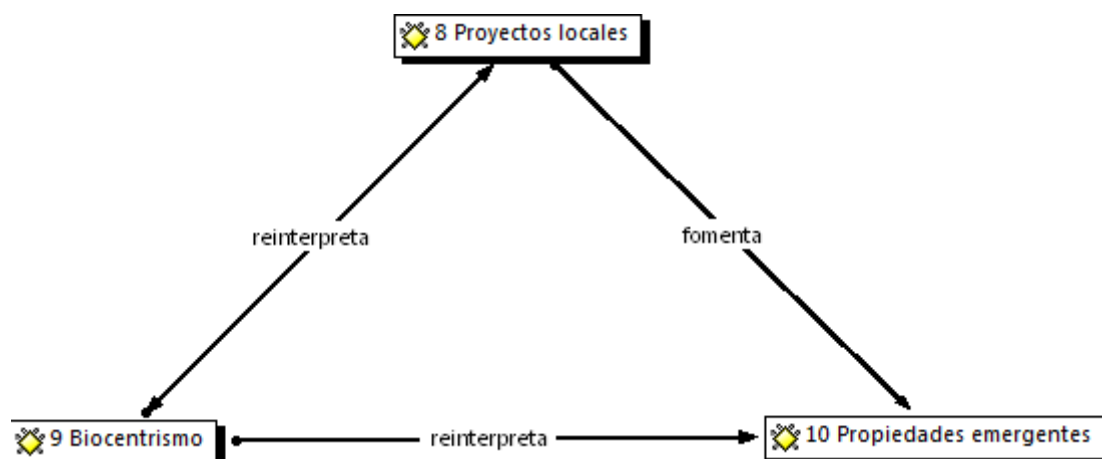 8 Proyectos locales
reinterpreta
fomenta
9 Biocentrismo
reinterpreta
10 Propiedades emergentes